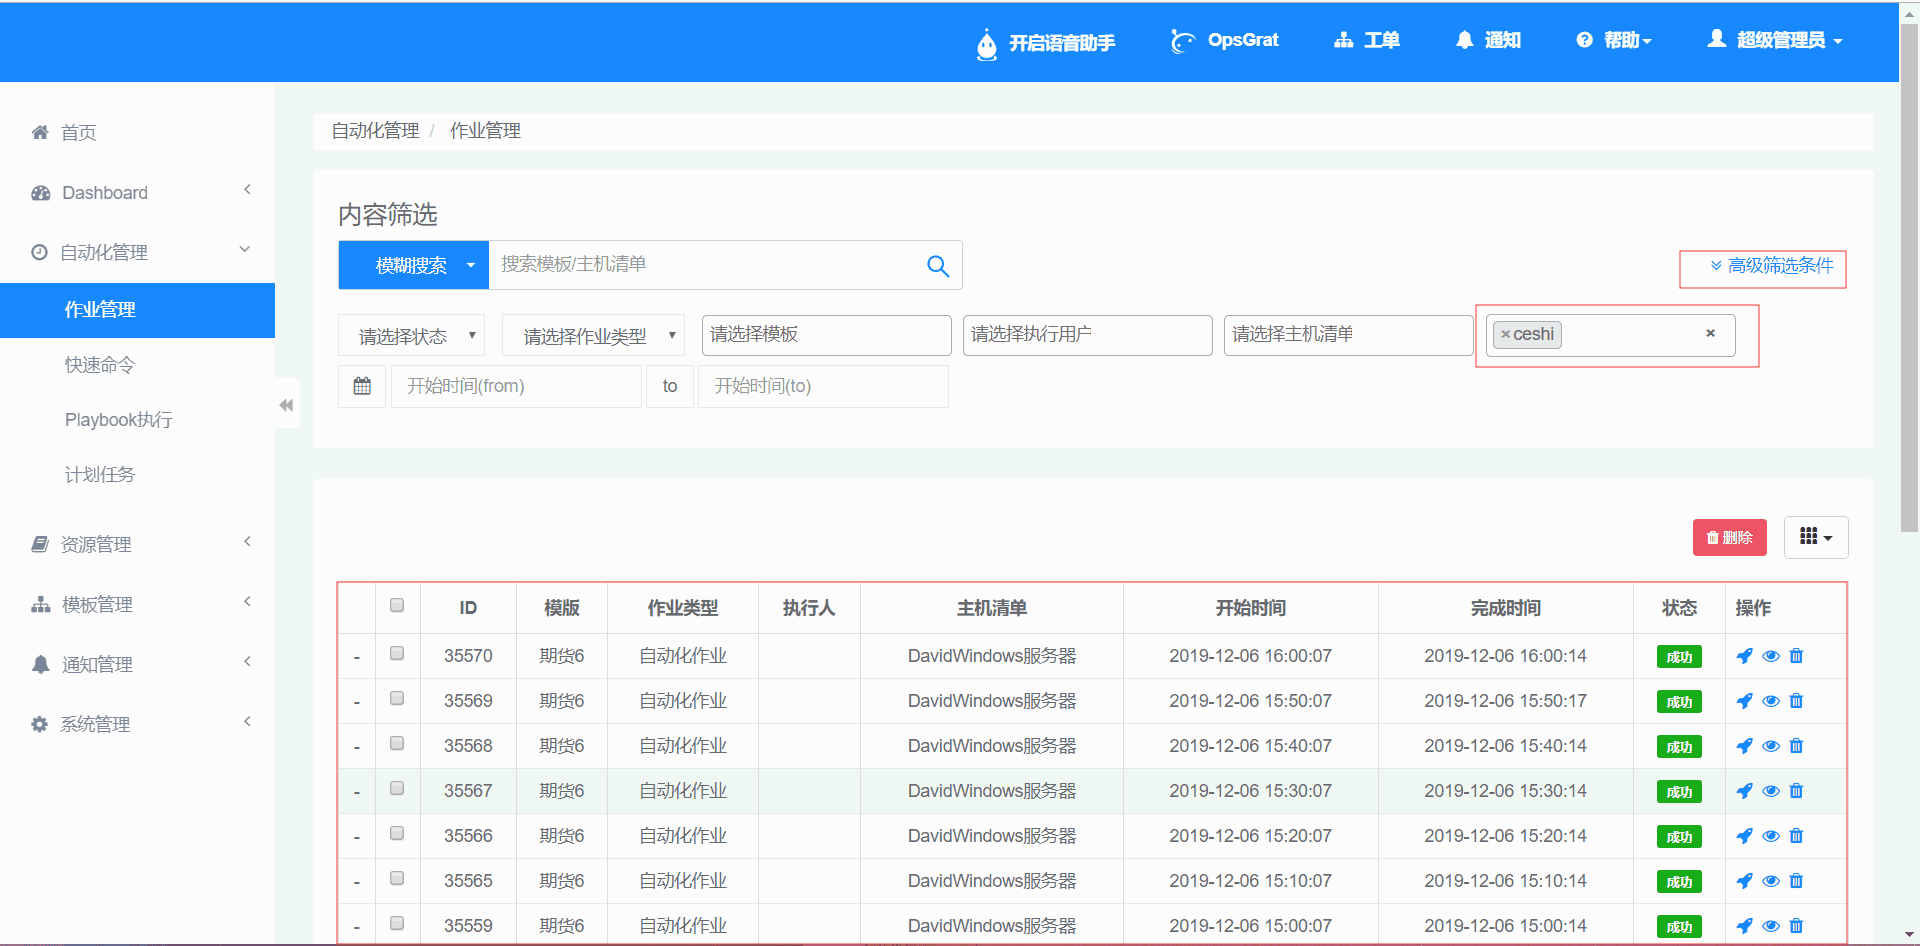 开启语音助手 OpsGrat 工单 通知 帮助 超级管理员
首页
Dashboard
自动化管理
作业管理
快速命令
Playbook执行
计划任务
资源管理
模板管理
通知管理
系统管理
自动化管理 / 作业管理
内容筛选
模糊搜索 搜索模板/主机清单
高级筛选条件
请选择状态 请选择作业类型 请选择模板 请选择执行用户 请选择主机清单 ×ceshi ×
开始时间(from) to 开始时间(to)
删除
ID 模版 作业类型 执行人 主机清单 开始时间 完成时间 状态 操作
- 35570 期货6 自动化作业 DavidWindows服务器 2019-12-06 16:00:07 2019-12-06 16:00:14 成功
- 35569 期货6 自动化作业 DavidWindows服务器 2019-12-06 15:50:07 2019-12-06 15:50:17 成功
- 35568 期货6 自动化作业 DavidWindows服务器 2019-12-06 15:40:07 2019-12-06 15:40:14 成功
- 35567 期货6 自动化作业 DavidWindows服务器 2019-12-06 15:30:07 2019-12-06 15:30:14 成功
- 35566 期货6 自动化作业 DavidWindows服务器 2019-12-06 15:20:07 2019-12-06 15:20:14 成功
- 35565 期货6 自动化作业 DavidWindows服务器 2019-12-06 15:10:07 2019-12-06 15:10:14 成功
- 35559 期货6 自动化作业 DavidWindows服务器 2019-12-06 15:00:07 2019-12-06 15:00:14 成功